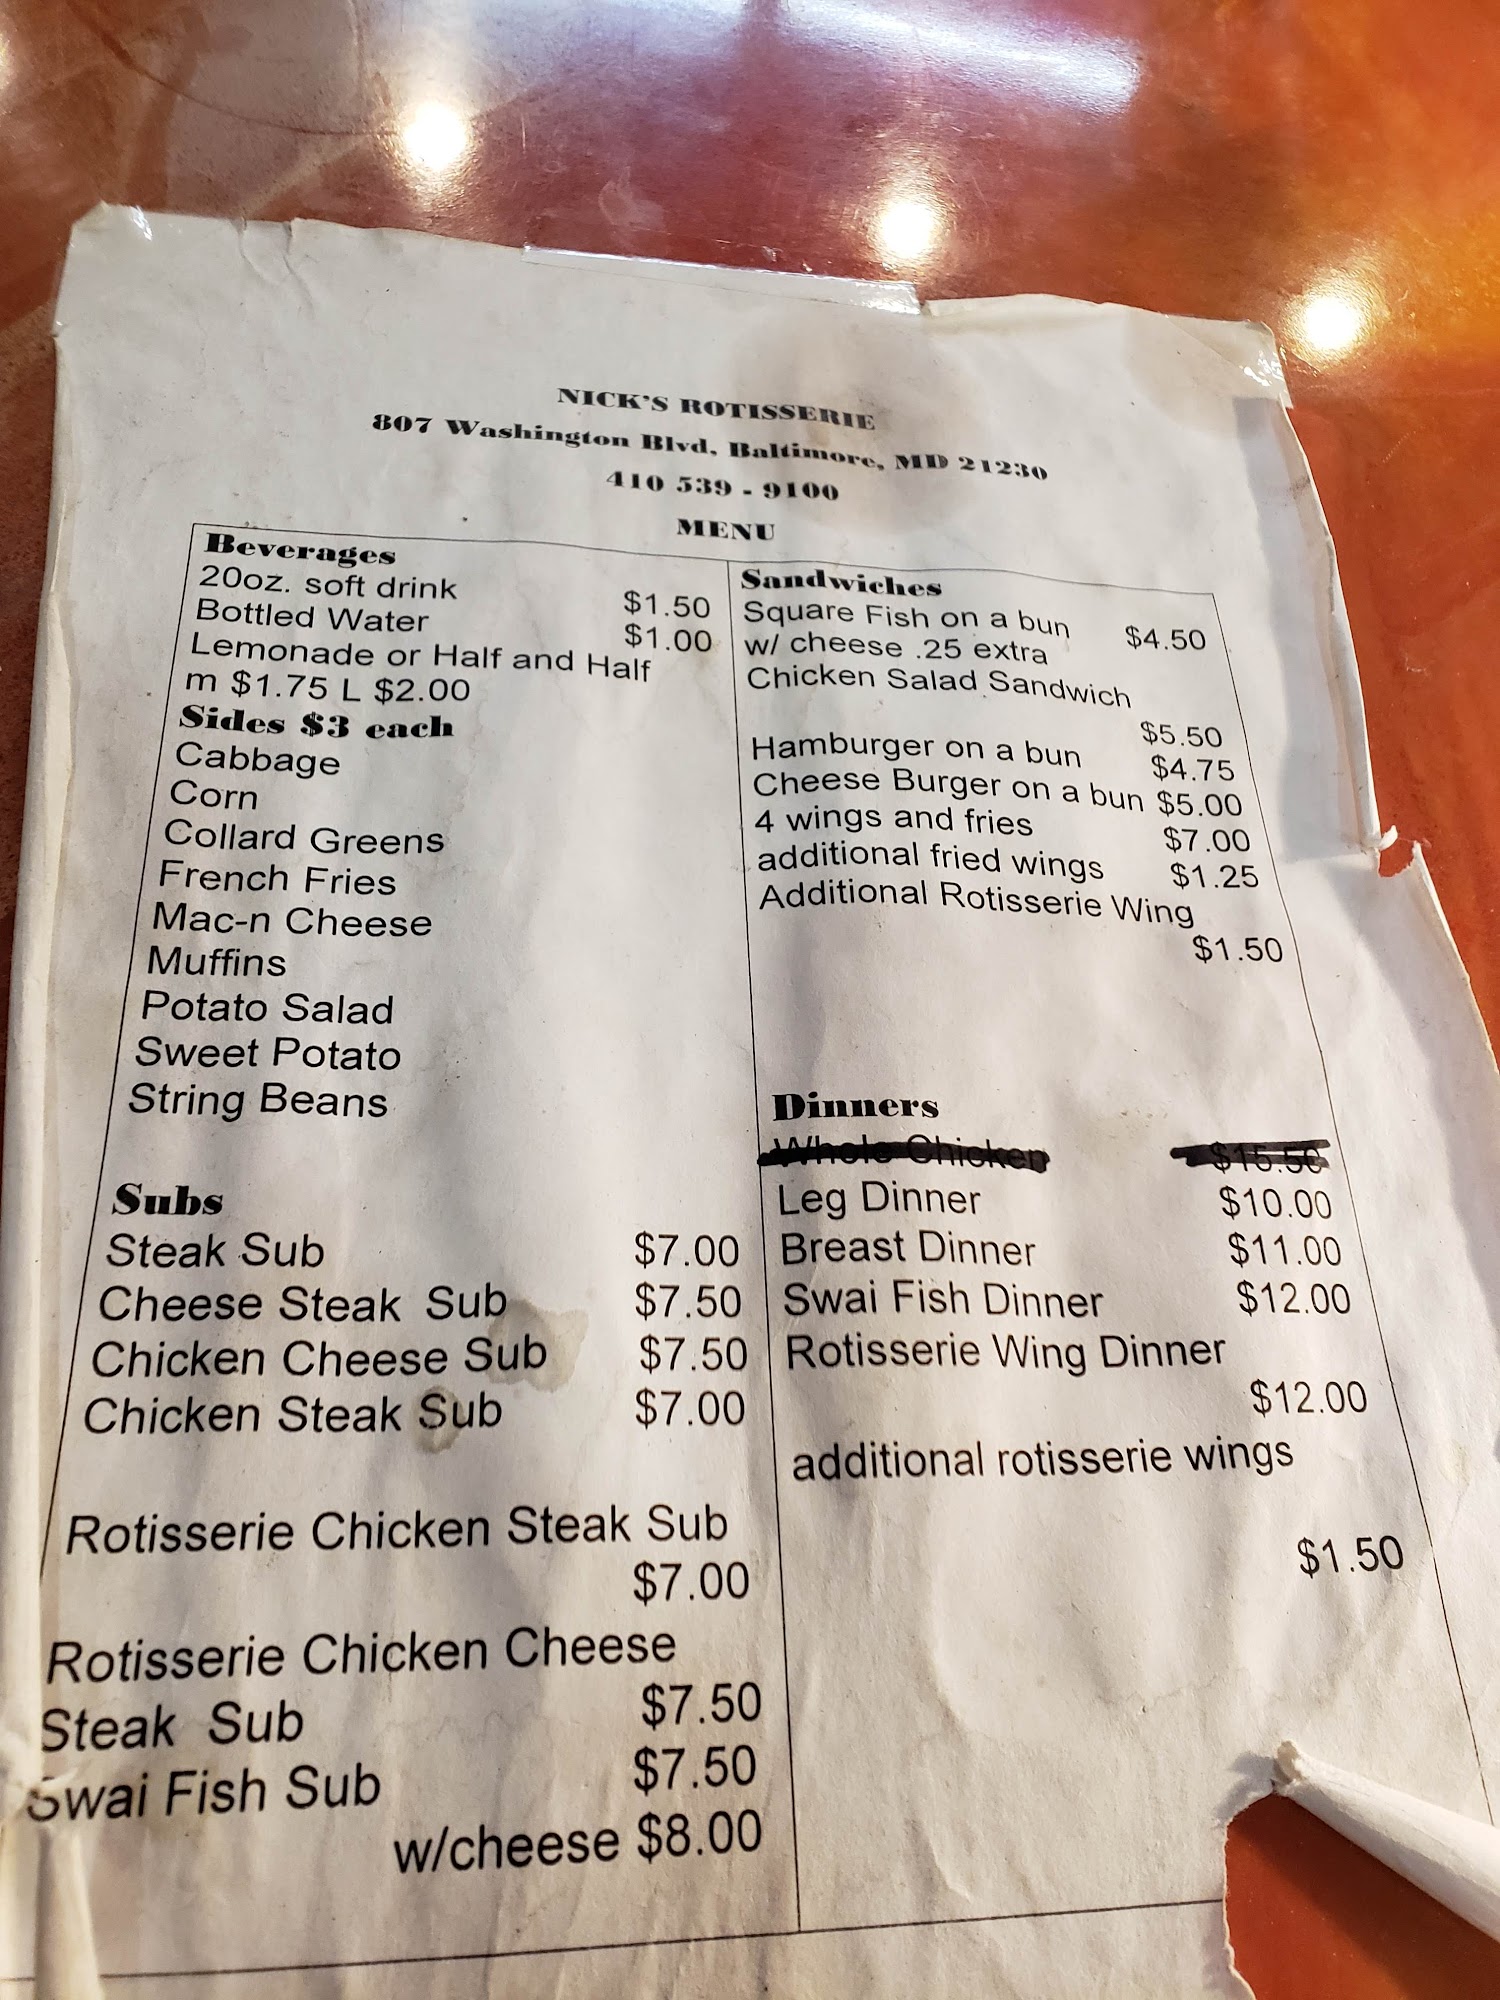 NICK'S ROTISSERIE
807 Washington Blvd, Baltimore, MD 21230
410 539 - 9100
MENU
Beverages
20oz. soft drink $1.50
Bottled Water $1.00
Lemonade or Half and Half
m $1.75 L $2.00
Sides $3 each
Cabbage
Corn
Collard Greens
French Fries
Mac-n Cheese
Muffins
Potato Salad
Sweet Potato
String Beans
Subs
Steak Sub $7.00
Cheese Steak Sub $7.50
Chicken Cheese Sub $7.50
Chicken Steak Sub $7.00
Rotisserie Chicken Steak Sub
$7.00
Rotisserie Chicken Cheese
Steak Sub $7.50
Swai Fish Sub $7.50
w/cheese $8.00
Sandwiches
Square Fish on a bun $4.50
w/ cheese .25 extra
Chicken Salad Sandwich
$5.50
Hamburger on a bun $4.75
Cheese Burger on a bun $5.00
4 wings and fries $7.00
additional fried wings $1.25
Additional Rotisserie Wing
$1.50
Dinners
Whole Chicken $15.50
Leg Dinner $10.00
Breast Dinner $11.00
Swai Fish Dinner $12.00
Rotisserie Wing Dinner
$12.00
additional rotisserie wings
$1.50